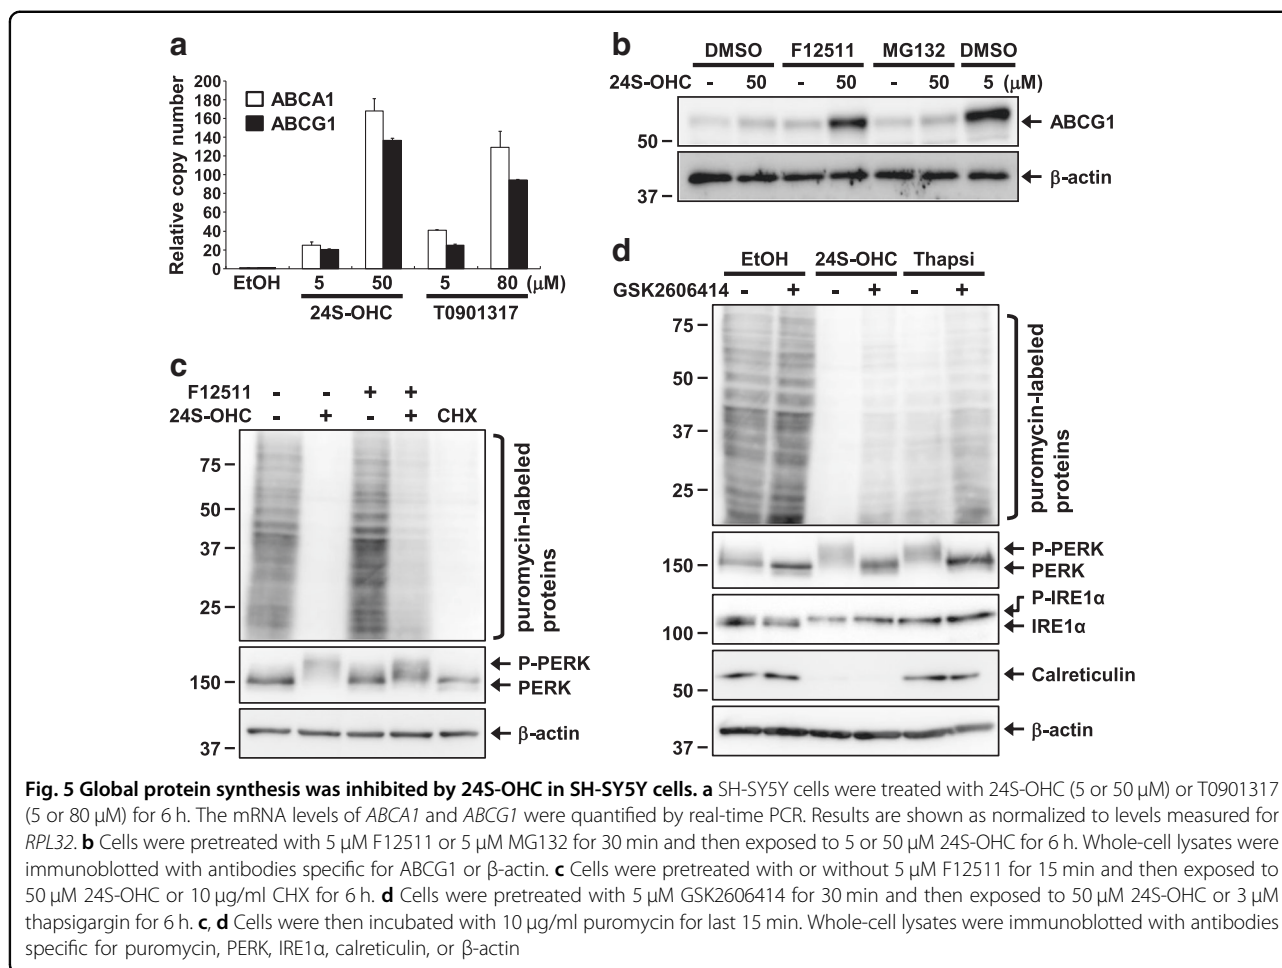 a
Relative copy number
200
180
160
140
120
100
80
60
40
20
0
ABCA1
ABCG1
EtOH 5 50 5 80 (μM)
24S-OHC T0901317
b
DMSO F12511 MG132 DMSO
24S-OHC - 50 - 50 - 50 5 (μM)
ABCG1
50
β-actin
37
c
F12511 - - + +
24S-OHC - + - + CHX
75
50
37
25
puromycin-labeled
proteins
P-PERK
150
PERK
β-actin
37
d
EtOH 24S-OHC Thapsi
GSK2606414 - + - + - +
75
50
37
25
puromycin-labeled
proteins
P-PERK
150
PERK
P-IRE1α
IRE1α
100
Calreticulin
50
β-actin
37
Fig. 5 Global protein synthesis was inhibited by 24S-OHC in SH-SY5Y cells. a SH-SY5Y cells were treated with 24S-OHC (5 or 50 μM) or T0901317
(5 or 80 μM) for 6 h. The mRNA levels of ABCA1 and ABCG1 were quantified by real-time PCR. Results are shown as normalized to levels measured for
RPL32. b Cells were pretreated with 5 μM F12511 or 5 μM MG132 for 30 min and then exposed to 5 or 50 μM 24S-OHC for 6 h. Whole-cell lysates were
immunoblotted with antibodies specific for ABCG1 or β-actin. c Cells were pretreated with or without 5 μM F12511 for 15 min and then exposed to
50 μM 24S-OHC or 10 μg/ml CHX for 6 h. d Cells were pretreated with 5 μM GSK2606414 for 30 min and then exposed to 50 μM 24S-OHC or 3 μM
thapsigargin for 6 h. c, d Cells were then incubated with 10 μg/ml puromycin for last 15 min. Whole-cell lysates were immunoblotted with antibodies
specific for puromycin, PERK, IRE1α, calreticulin, or β-actin